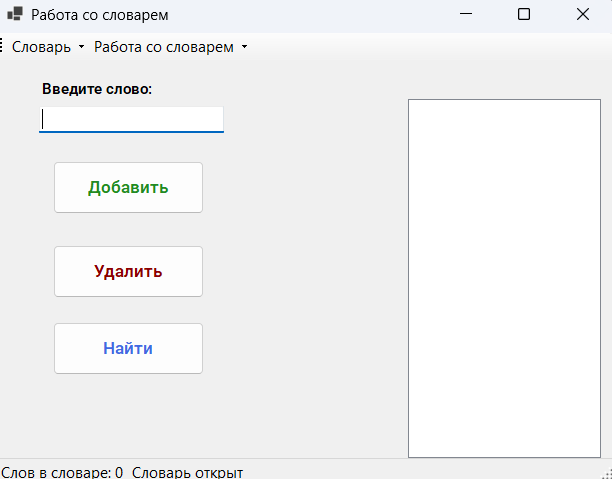 Работа со словарем
Словарь Работа со словарем
Введите слово:
Добавить
Удалить
Найти
Слов в словаре: 0 Словарь открыт